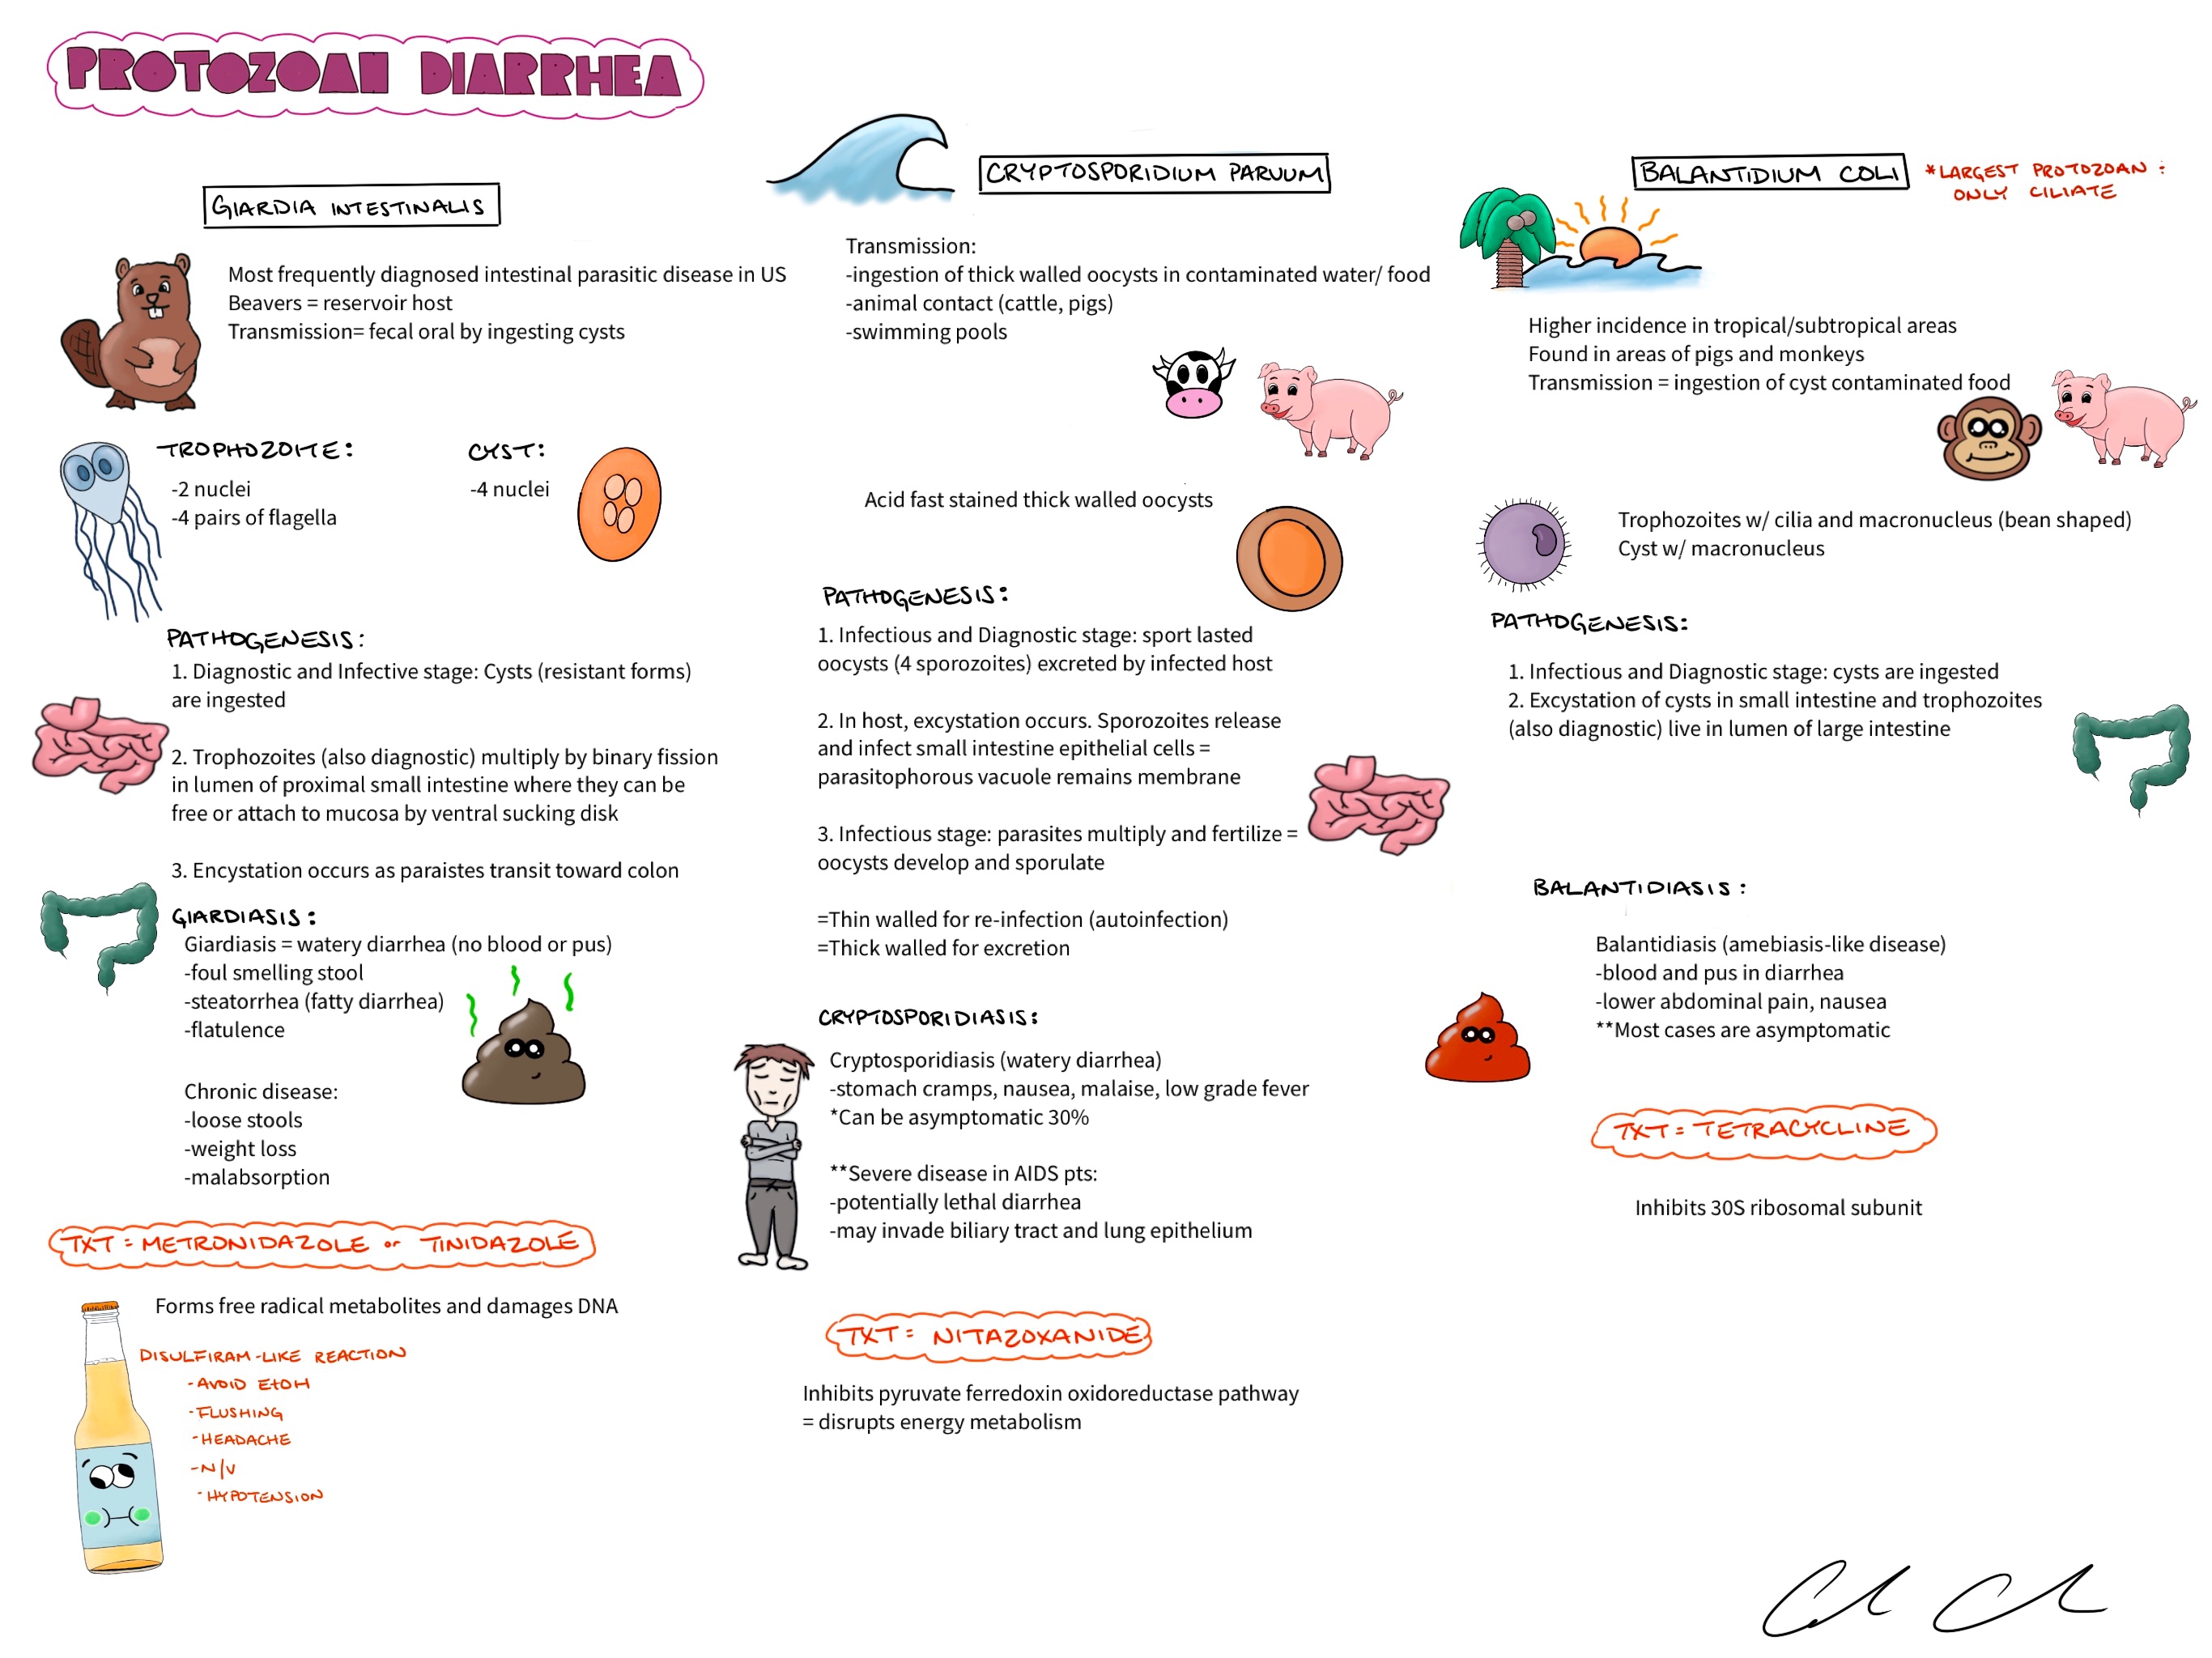 PROTOZOAN DIARRHEA
GIARDIA INTESTINALIS
Most frequently diagnosed intestinal parasitic disease in US
Beavers = reservoir host
Transmission= fecal oral by ingesting cysts
TROPHOZOITE:
-2 nuclei
-4 pairs of flagella
CYST:
-4 nuclei
PATHOGENESIS:
1. Diagnostic and Infective stage: Cysts (resistant forms)
are ingested
2. Trophozoites (also diagnostic) multiply by binary fission
in lumen of proximal small intestine where they can be
free or attach to mucosa by ventral sucking disk
3. Encystation occurs as paraistes transit toward colon
GIARDIASIS:
Giardiasis = watery diarrhea (no blood or pus)
-foul smelling stool
-steatorrhea (fatty diarrhea)
-flatulence
Chronic disease:
-loose stools
-weight loss
-malabsorption
TXT = METRONIDAZOLE or TINIDAZOLE
Forms free radical metabolites and damages DNA
DISULFIRAM-LIKE REACTION
-AVOID EtOH
-FLUSHING
-HEADACHE
-N/V
-HYPOTENSION
CRYPTOSPORIDIUM PARVUM
Transmission:
-ingestion of thick walled oocysts in contaminated water/ food
-animal contact (cattle, pigs)
-swimming pools
Acid fast stained thick walled oocysts
PATHOGENESIS:
1. Infectious and Diagnostic stage: sport lasted
oocysts (4 sporozoites) excreted by infected host
2. In host, excystation occurs. Sporozoites release
and infect small intestine epithelial cells =
parasitophorous vacuole remains membrane
3. Infectious stage: parasites multiply and fertilize =
oocysts develop and sporulate
=Thin walled for re-infection (autoinfection)
=Thick walled for excretion
CRYPTOSPORIDIASIS:
Cryptosporidiasis (watery diarrhea)
-stomach cramps, nausea, malaise, low grade fever
*Can be asymptomatic 30%
**Severe disease in AIDS pts:
-potentially lethal diarrhea
-may invade biliary tract and lung epithelium
TXT = NITAZOXANIDE
Inhibits pyruvate ferredoxin oxidoreductase pathway
= disrupts energy metabolism
BALANTIDIUM COLI
*LARGEST PROTOZOAN :
ONLY CILIATE
Higher incidence in tropical/subtropical areas
Found in areas of pigs and monkeys
Transmission = ingestion of cyst contaminated food
Trophozoites w/ cilia and macronucleus (bean shaped)
Cyst w/ macronucleus
PATHOGENESIS:
1. Infectious and Diagnostic stage: cysts are ingested
2. Excystation of cysts in small intestine and trophozoites
(also diagnostic) live in lumen of large intestine
BALANTIDIASIS :
Balantidiasis (amebiasis-like disease)
-blood and pus in diarrhea
-lower abdominal pain, nausea
**Most cases are asymptomatic
TXT = TETRACYCLINE
Inhibits 30S ribosomal subunit